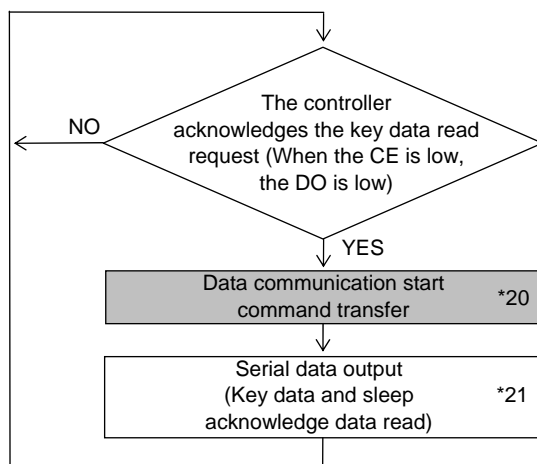 The controller
acknowledges the key data read
request (When the CE is low,
the DO is low)
NO
YES
Data communication start
command transfer
*20
Serial data output
(Key data and sleep
acknowledge data read)
*21